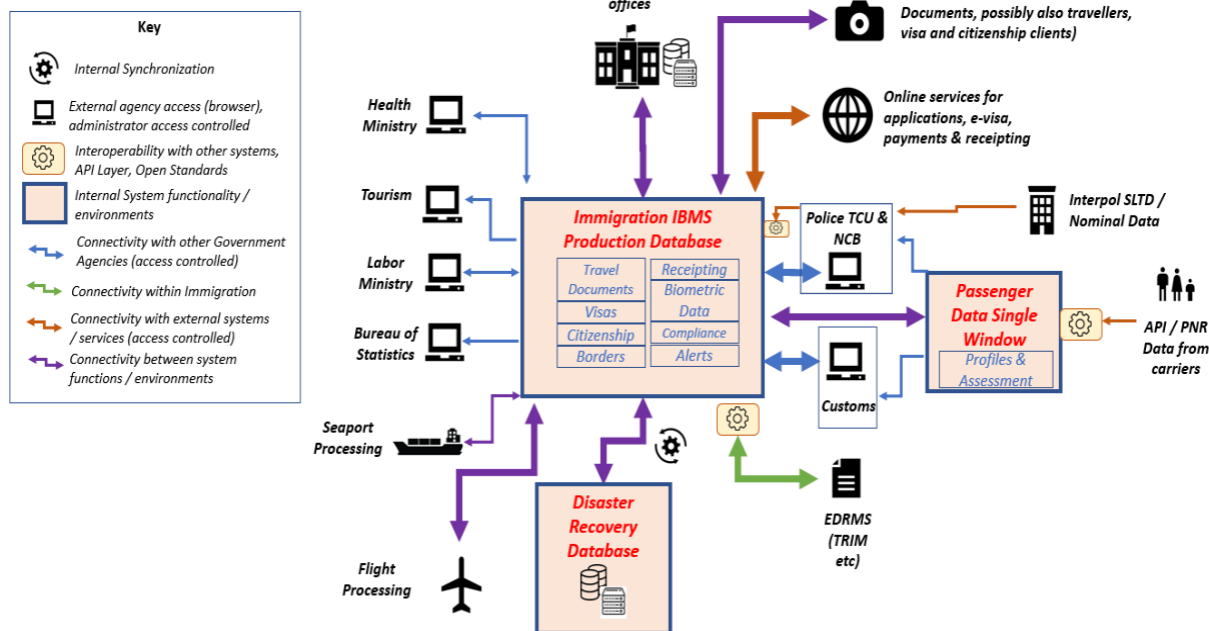 offices
Documents, possibly also travellers,
visa and citizenship clients)
Key
Internal Synchronization
External agency access (browser),
administrator access controlled
Interoperability with other systems,
API Layer, Open Standards
Internal System functionality /
environments
Connectivity with other Government
Agencies (access controlled)
Connectivity within Immigration
Connectivity with external systems
/ services (access controlled)
Connectivity between system
functions / environments
Health
Ministry
Tourism
Labor
Ministry
Bureau of
Statistics
Seaport
Processing
Flight
Processing
Online services for
applications, e-visa,
payments & receipting
Immigration IBMS
Production Database
Travel
Documents
Visas
Citizenship
Borders
Receipting
Biometric
Data
Compliance
Alerts
Police TCU &
NCB
Interpol SLTD /
Nominal Data
Customs
Passenger
Data Single
Window
Profiles &
Assessment
API / PNR
Data from
carriers
EDRMS
(TRIM
etc)
Disaster
Recovery
Database